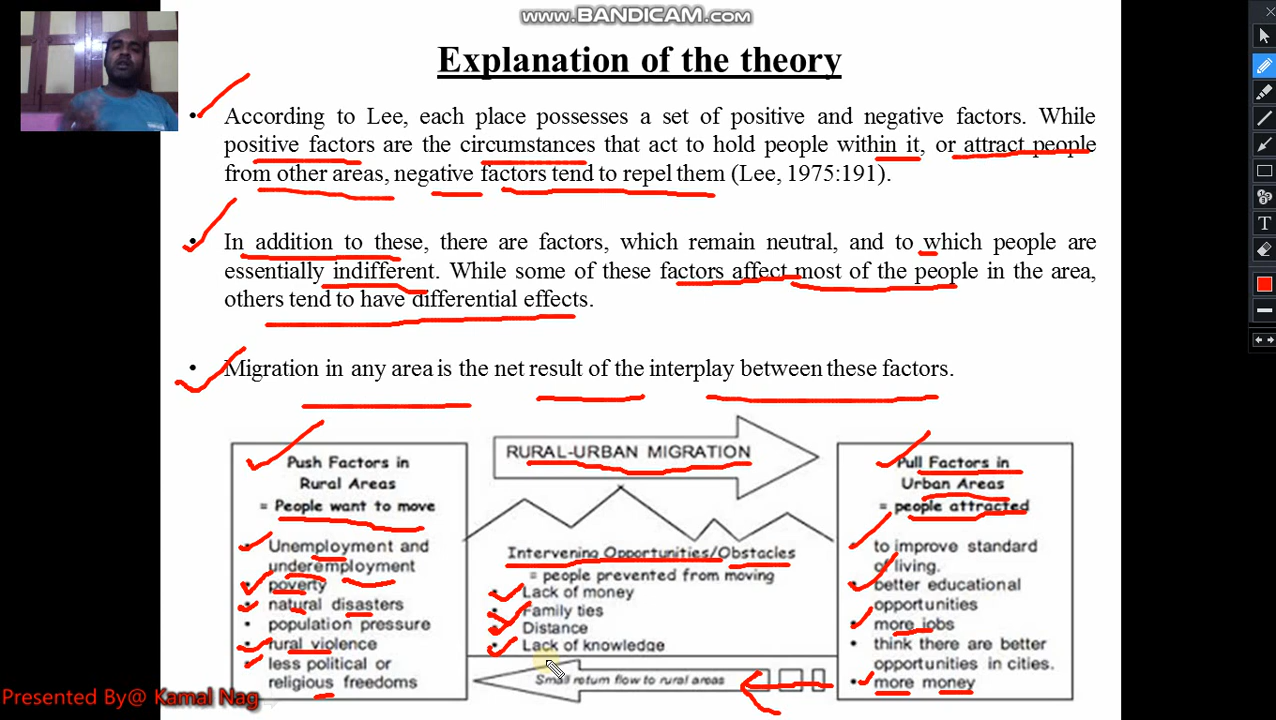 www.BANDICAM.com
Explanation of the theory
• According to Lee, each place possesses a set of positive and negative factors. While
positive factors are the circumstances that act to hold people within it, or attract people
from other areas, negative factors tend to repel them (Lee, 1975:191).
• In addition to these, there are factors, which remain neutral, and to which people are
essentially indifferent. While some of these factors affect most of the people in the area,
others tend to have differential effects.
• Migration in any area is the net result of the interplay between these factors.
Push Factors in
Rural Areas
= People want to move
• Unemployment and
underemployment
• poverty
• natural disasters
• population pressure
• rural violence
• less political or
religious freedoms
RURAL-URBAN MIGRATION
Intervening Opportunities/Obstacles
= people prevented from moving
• Lack of money
• Family ties
• Distance
• Lack of knowledge
Small return flow to rural areas
Pull Factors in
Urban Areas
= people attracted
• to improve standard
of living.
• better educational
opportunities
• more jobs
• think there are better
opportunities in cities.
• more money
Presented By@ Kamal Nag
T